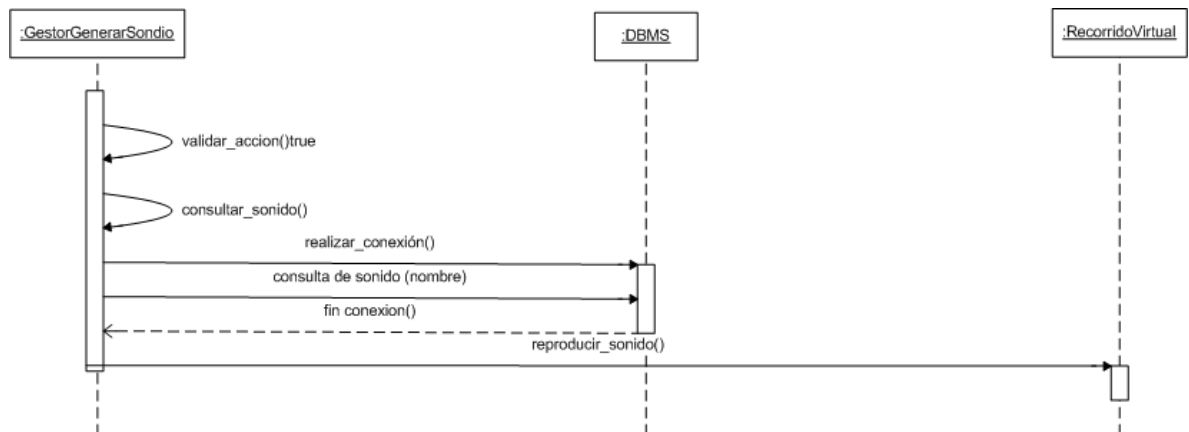 :GestorGenerarSondio
:DBMS
:RecorridoVirtual
validar_accion()true
consultar_sonido()
realizar_conexión()
consulta de sonido (nombre)
fin conexion()
reproducir_sonido()